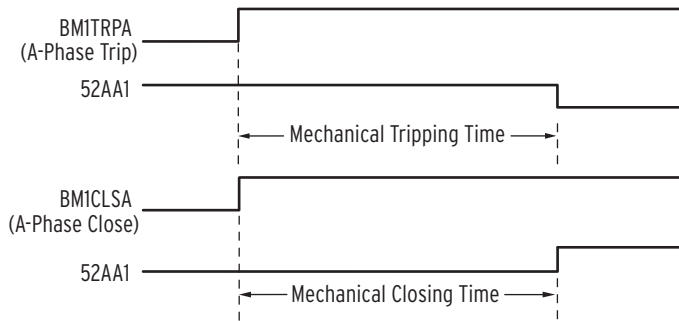 BM1TRPA
(A-Phase Trip)
52AA1
Mechanical Tripping Time
BM1CLSA
(A-Phase Close)
52AA1
Mechanical Closing Time